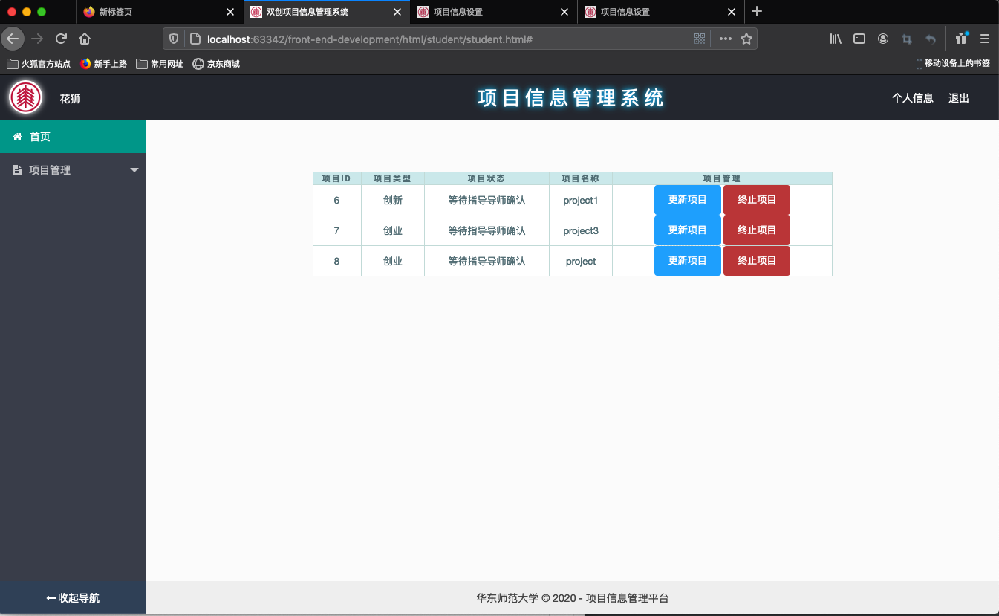 新标签页
双创项目信息管理系统
项目信息设置
项目信息设置
localhost:63342/front-end-development/html/student/student.html#
火狐官方站点 新手上路 常用网址 京东商城 移动设备上的书签
花狮
项目信息管理系统
个人信息 退出
首页
项目管理
项目ID 项目类型 项目状态 项目名称 项目管理
6 创新 等待指导导师确认 project1 更新项目 终止项目
7 创业 等待指导导师确认 project3 更新项目 终止项目
8 创业 等待指导导师确认 project 更新项目 终止项目
收起导航
华东师范大学 © 2020 - 项目信息管理平台